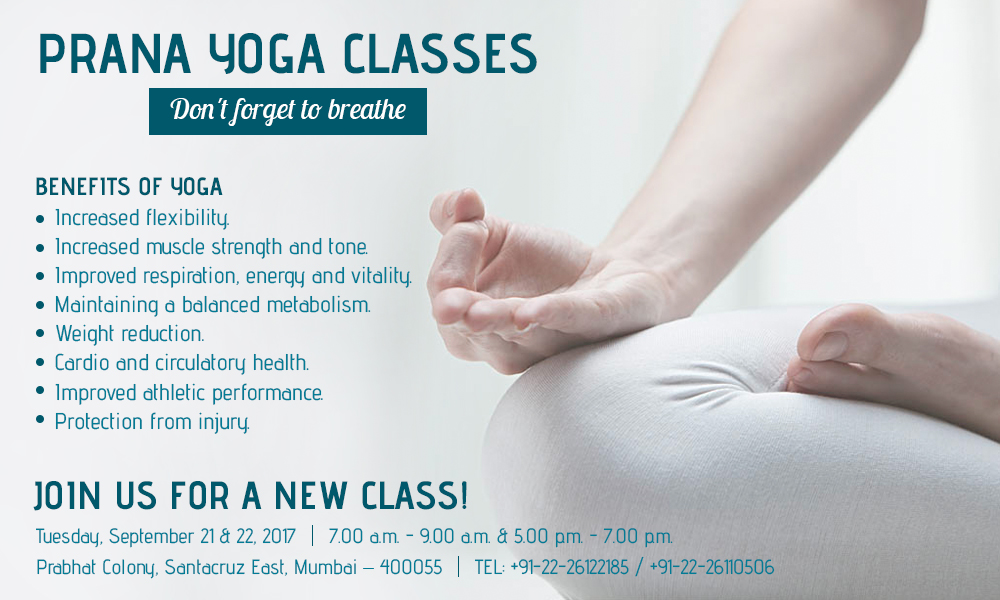 PRANA YOGA CLASSES
Don't forget to breathe
BENEFITS OF YOGA
• Increased flexibility.
• Increased muscle strength and tone.
• Improved respiration, energy and vitality.
• Maintaining a balanced metabolism.
• Weight reduction.
• Cardio and circulatory health.
• Improved athletic performance.
• Protection from injury.
JOIN US FOR A NEW CLASS!
Tuesday, September 21 & 22, 2017 | 7.00 a.m. - 9.00 a.m. & 5.00 p.m. - 7.00 p.m.
Prabhat Colony, Santacruz East, Mumbai – 400055 | TEL: +91-22-26122185 / +91-22-26110506